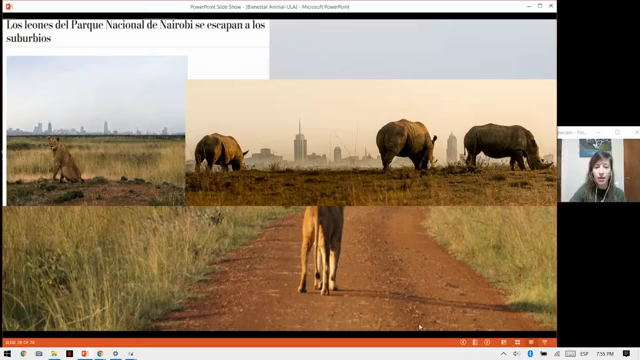 PowerPoint Slide Show - [Bienestar Animal-ULA] - Microsoft PowerPoint
Los leones del Parque Nacional de Nairobi se escapan a los
suburbios
ESP
7:55 PM